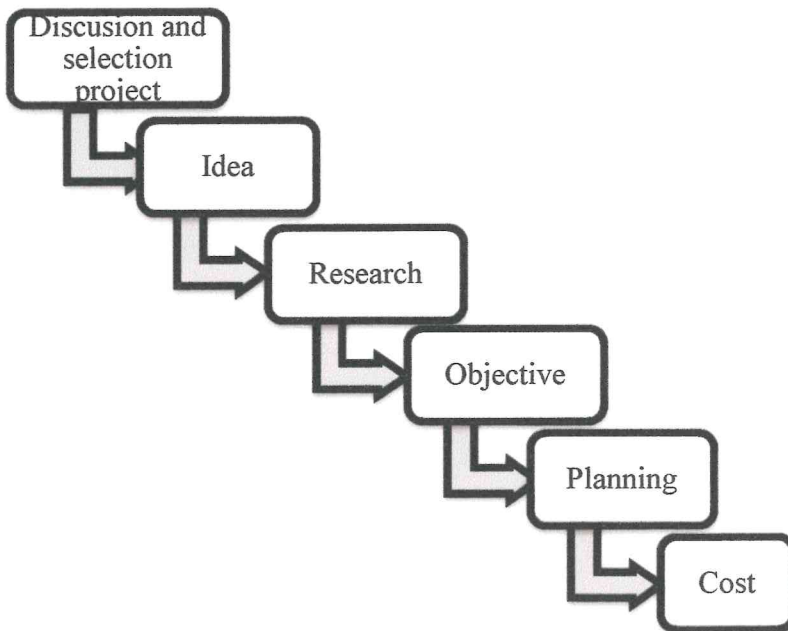 Discusion and
selection
project
Idea
Research
Objective
Planning
Cost